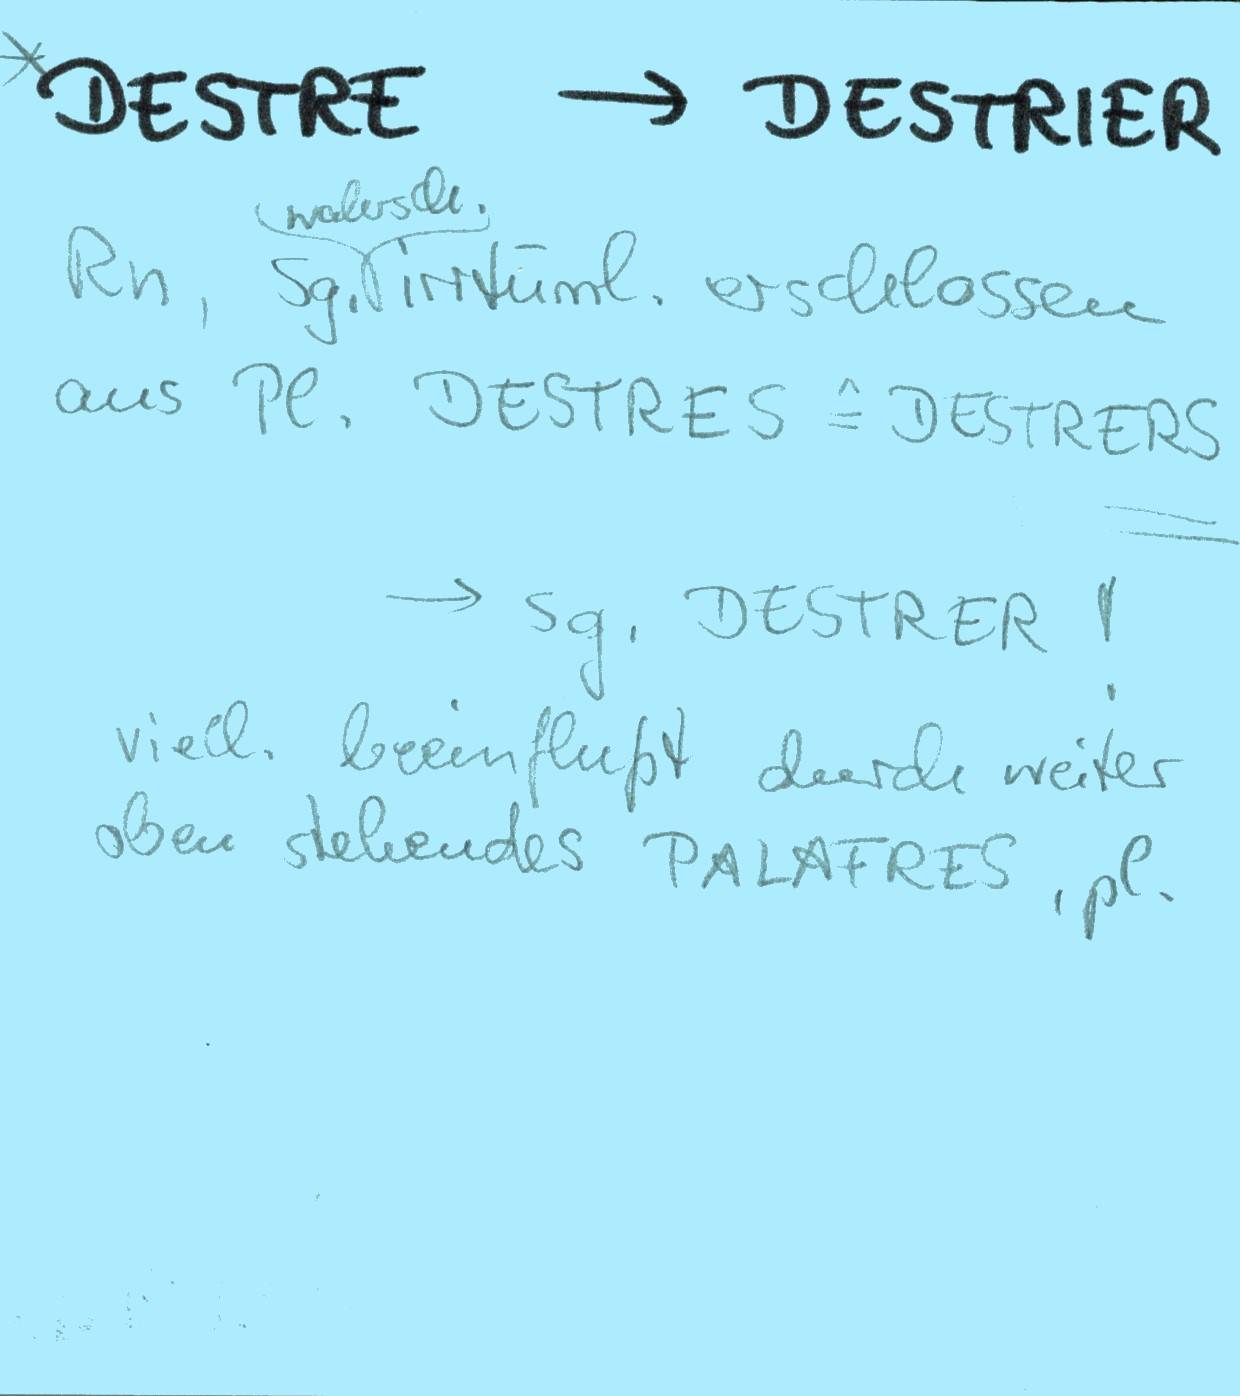 *DESTRE → DESTRIER
wahrsch.
Rn, Sg. irrtüml. erschlossen
aus Pl. DESTRES ≙ DESTRERS
→ Sg. DESTRER !
viell. beeinflußt durch weiter
oben stehendes PALAFRES, pl.